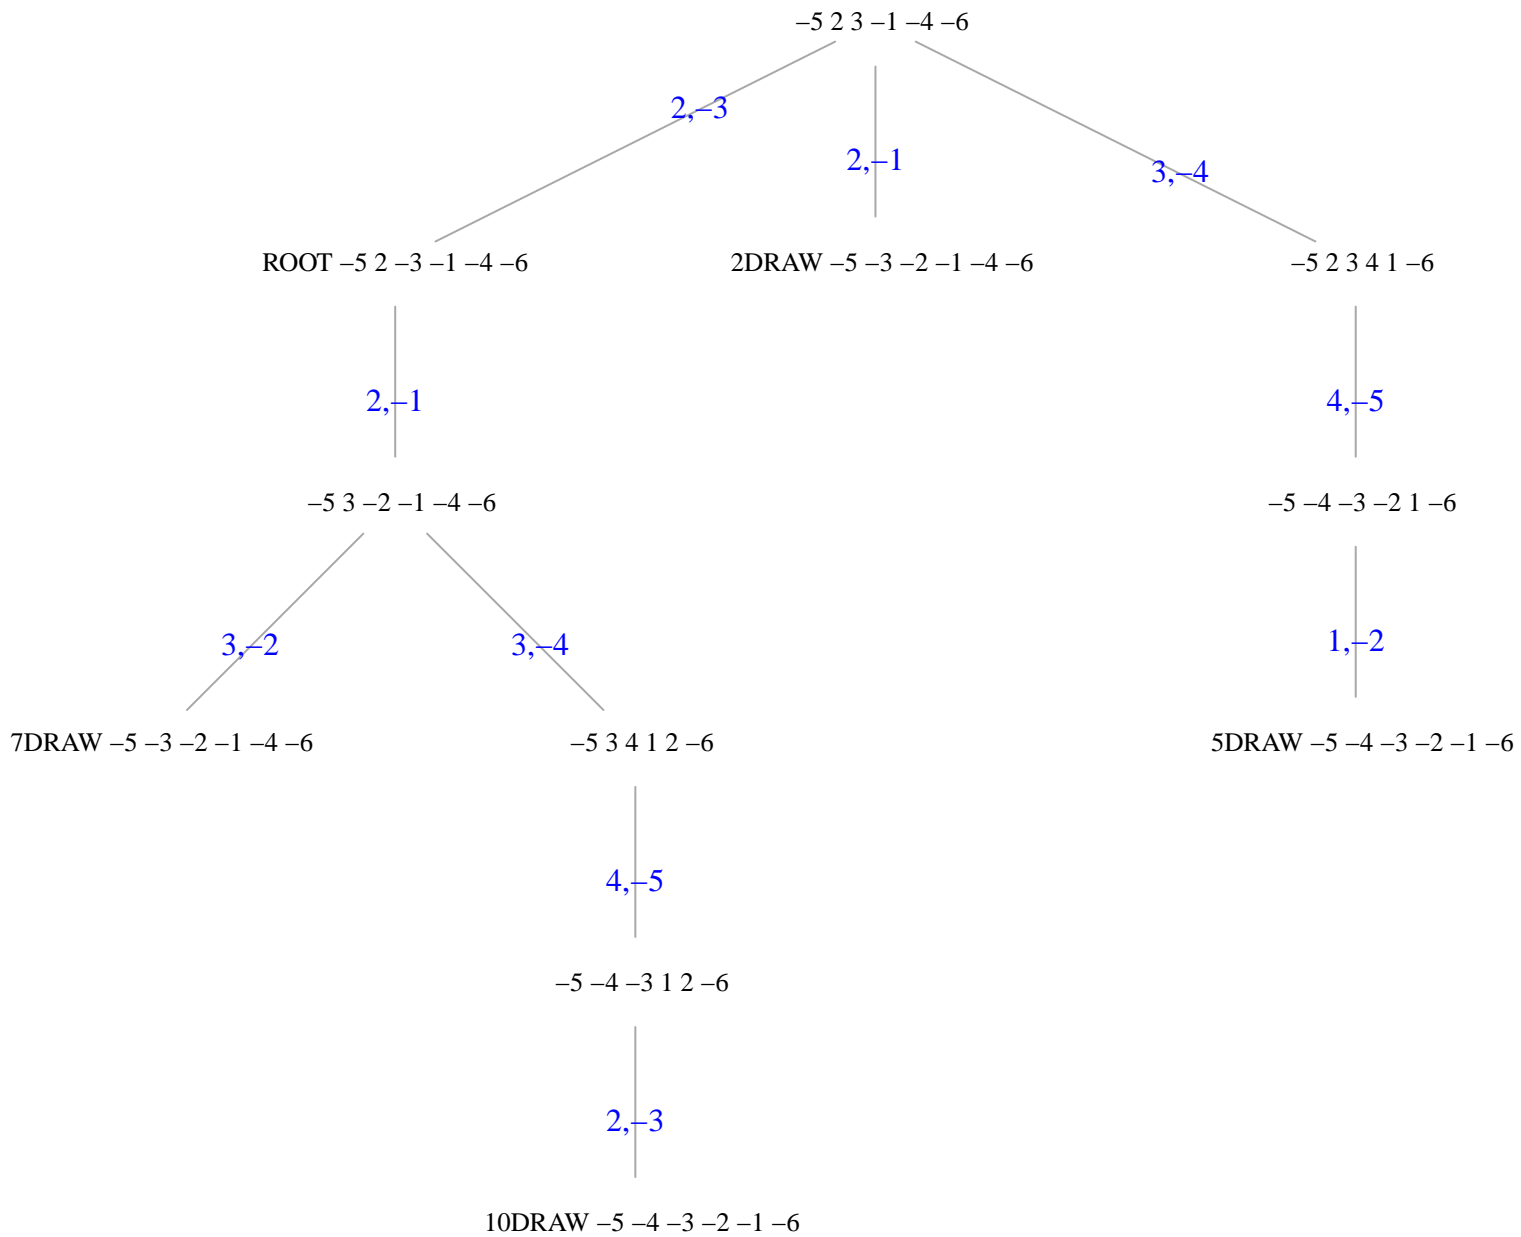 –5 2 3 –1 –4 –6
2,–3
2,–1
3,–4
ROOT –5 2 –3 –1 –4 –6
2DRAW –5 –3 –2 –1 –4 –6
–5 2 3 4 1 –6
2,–1
4,–5
–5 3 –2 –1 –4 –6
–5 –4 –3 –2 1 –6
3,–2
3,–4
1,–2
7DRAW –5 –3 –2 –1 –4 –6
–5 3 4 1 2 –6
5DRAW –5 –4 –3 –2 –1 –6
4,–5
–5 –4 –3 1 2 –6
2,–3
10DRAW –5 –4 –3 –2 –1 –6